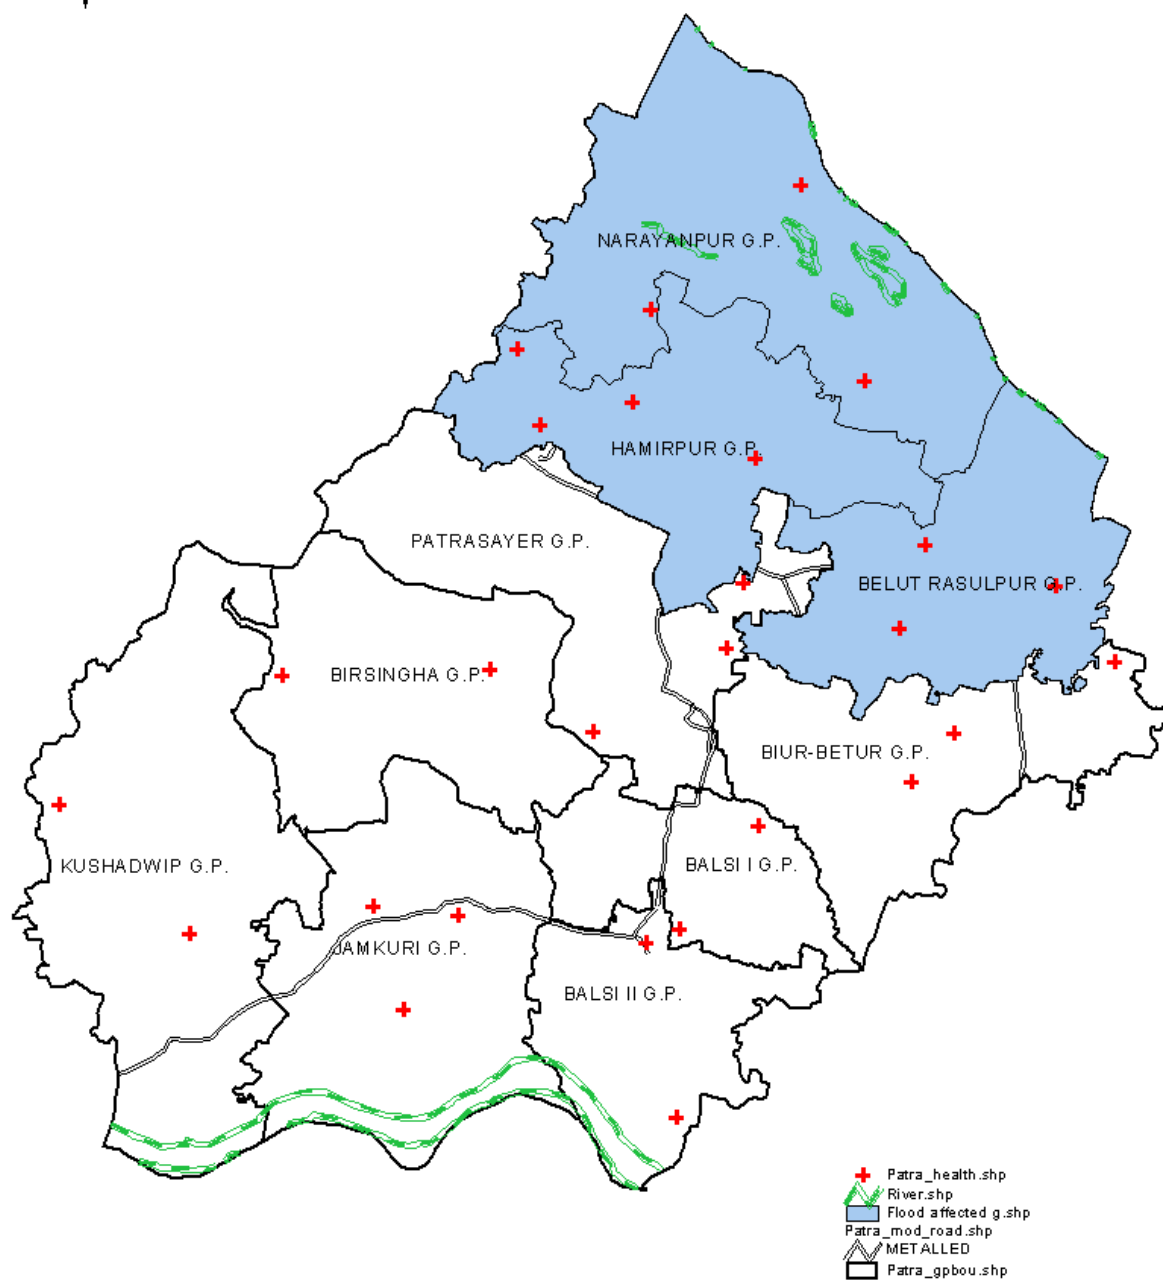 NARAYANPUR G.P.
HAMIRPUR G.P.
PATRASAYER G.P.
BELUT RASULPUR G.P.
BIRSINGHA G.P.
BIUR-BETUR G.P.
KUSHADWIP G.P.
BALSI I G.P.
JAMKURI G.P.
BALSI II G.P.
Patra_health.shp
River.shp
Flood affected g.shp
Patra_mod_road.shp
METALLED
Patra_gpbou.shp